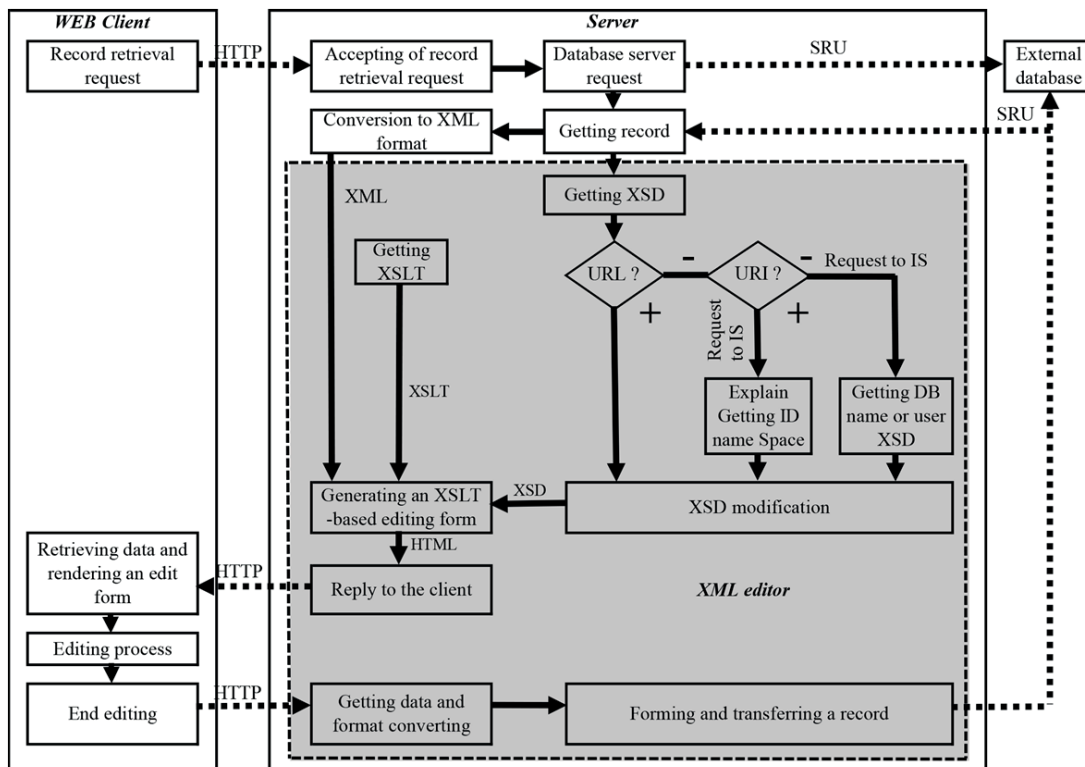 WEB Client
Server
Record retrieval
request
HTTP
Accepting of record
retrieval request
Database server
request
SRU
External
database
Conversion to XML
format
Getting record
SRU
XML
Getting XSD
Getting
XSLT
URL ?
-
URI ?
-
Request to IS
+
Request
to IS
+
XSLT
Explain
Getting ID
name Space
Getting DB
name or user
XSD
Generating an XSLT
-based editing form
XSD
XSD modification
HTML
Retrieving data and
rendering an edit
form
HTTP
Reply to the client
XML editor
Editing process
End editing
HTTP
Getting data and
format converting
Forming and transferring a record